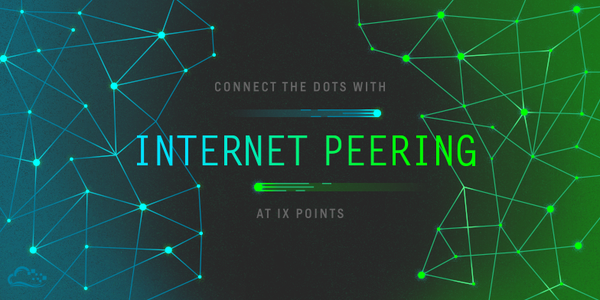 CONNECT THE DOTS WITH
INTERNET PEERING
AT IX POINTS